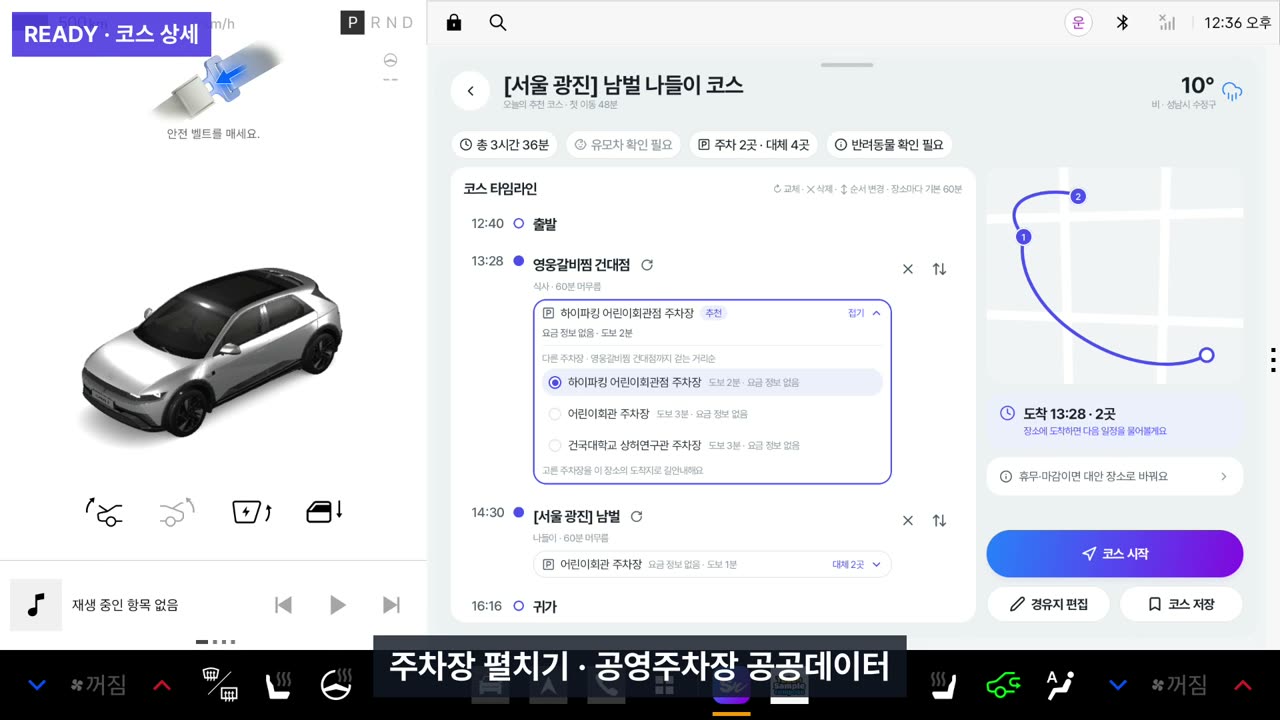 READY · 코스 상세
P R N D
안전 벨트를 매세요.
재생 중인 항목 없음
운
12:36 오후
[서울 광진] 남벌 나들이 코스
오늘의 추천 코스 · 첫 이동 48분
10°
비 · 성남시 수정구
총 3시간 36분
유모차 확인 필요
주차 2곳 · 대체 4곳
반려동물 확인 필요
코스 타임라인
교체 · 삭제 · 순서 변경 · 장소마다 기본 60분
12:40 출발
13:28 영웅갈비찜 건대점
식사 · 60분 머무름
하이파킹 어린이회관점 주차장 추천 접기
요금 정보 없음 · 도보 2분
다른 주차장 · 영웅갈비찜 건대점까지 걷는 거리순
하이파킹 어린이회관점 주차장 도보 2분 · 요금 정보 없음
어린이회관 주차장 도보 3분 · 요금 정보 없음
건국대학교 상허연구관 주차장 도보 3분 · 요금 정보 없음
고른 주차장을 이 장소의 도착지로 길안내해요
14:30 [서울 광진] 남벌
나들이 · 60분 머무름
어린이회관 주차장 요금 정보 없음 · 도보 1분 대체 2곳
16:16 귀가
2
1
도착 13:28 · 2곳
장소에 도착하면 다음 일정을 물어볼게요
휴무·마감이면 대안 장소로 바꿔요
코스 시작
경유지 편집
코스 저장
주차장 펼치기 · 공영주차장 공공데이터
꺼짐
A
꺼짐